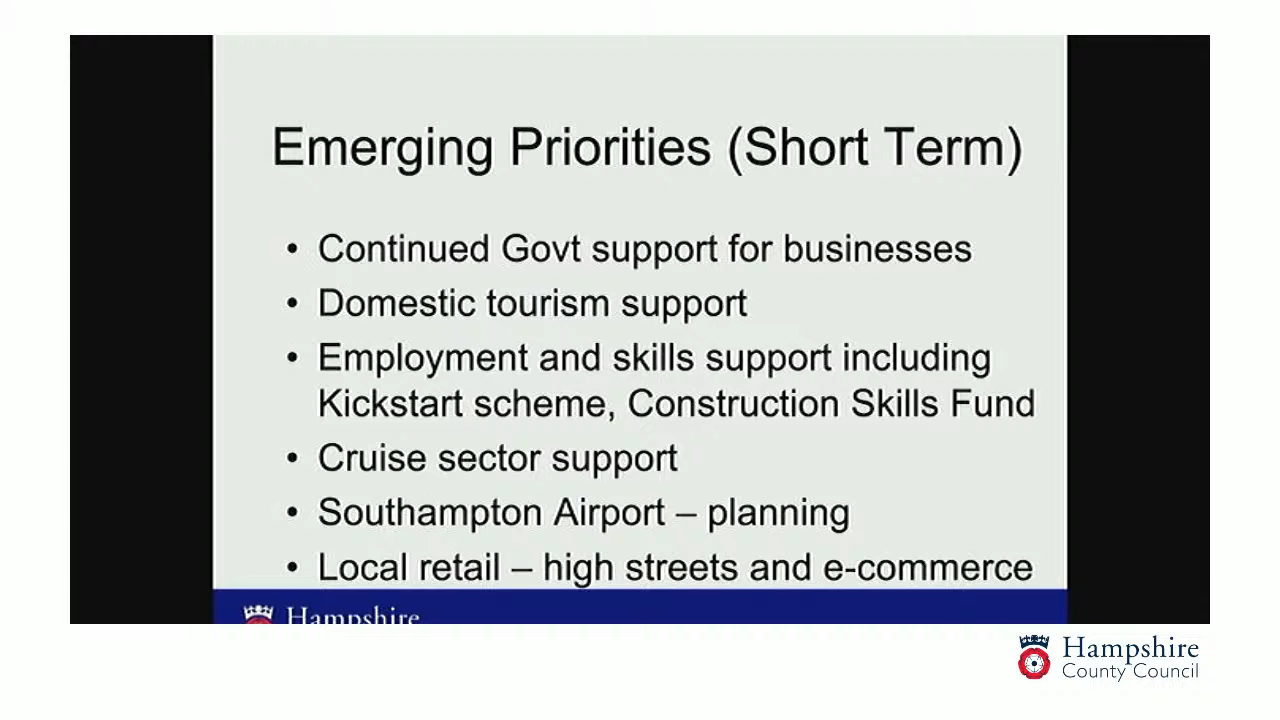 Emerging Priorities (Short Term)
• Continued Govt support for businesses
• Domestic tourism support
• Employment and skills support including
Kickstart scheme, Construction Skills Fund
• Cruise sector support
• Southampton Airport – planning
• Local retail – high streets and e-commerce
Hampshire
Hampshire
County Council